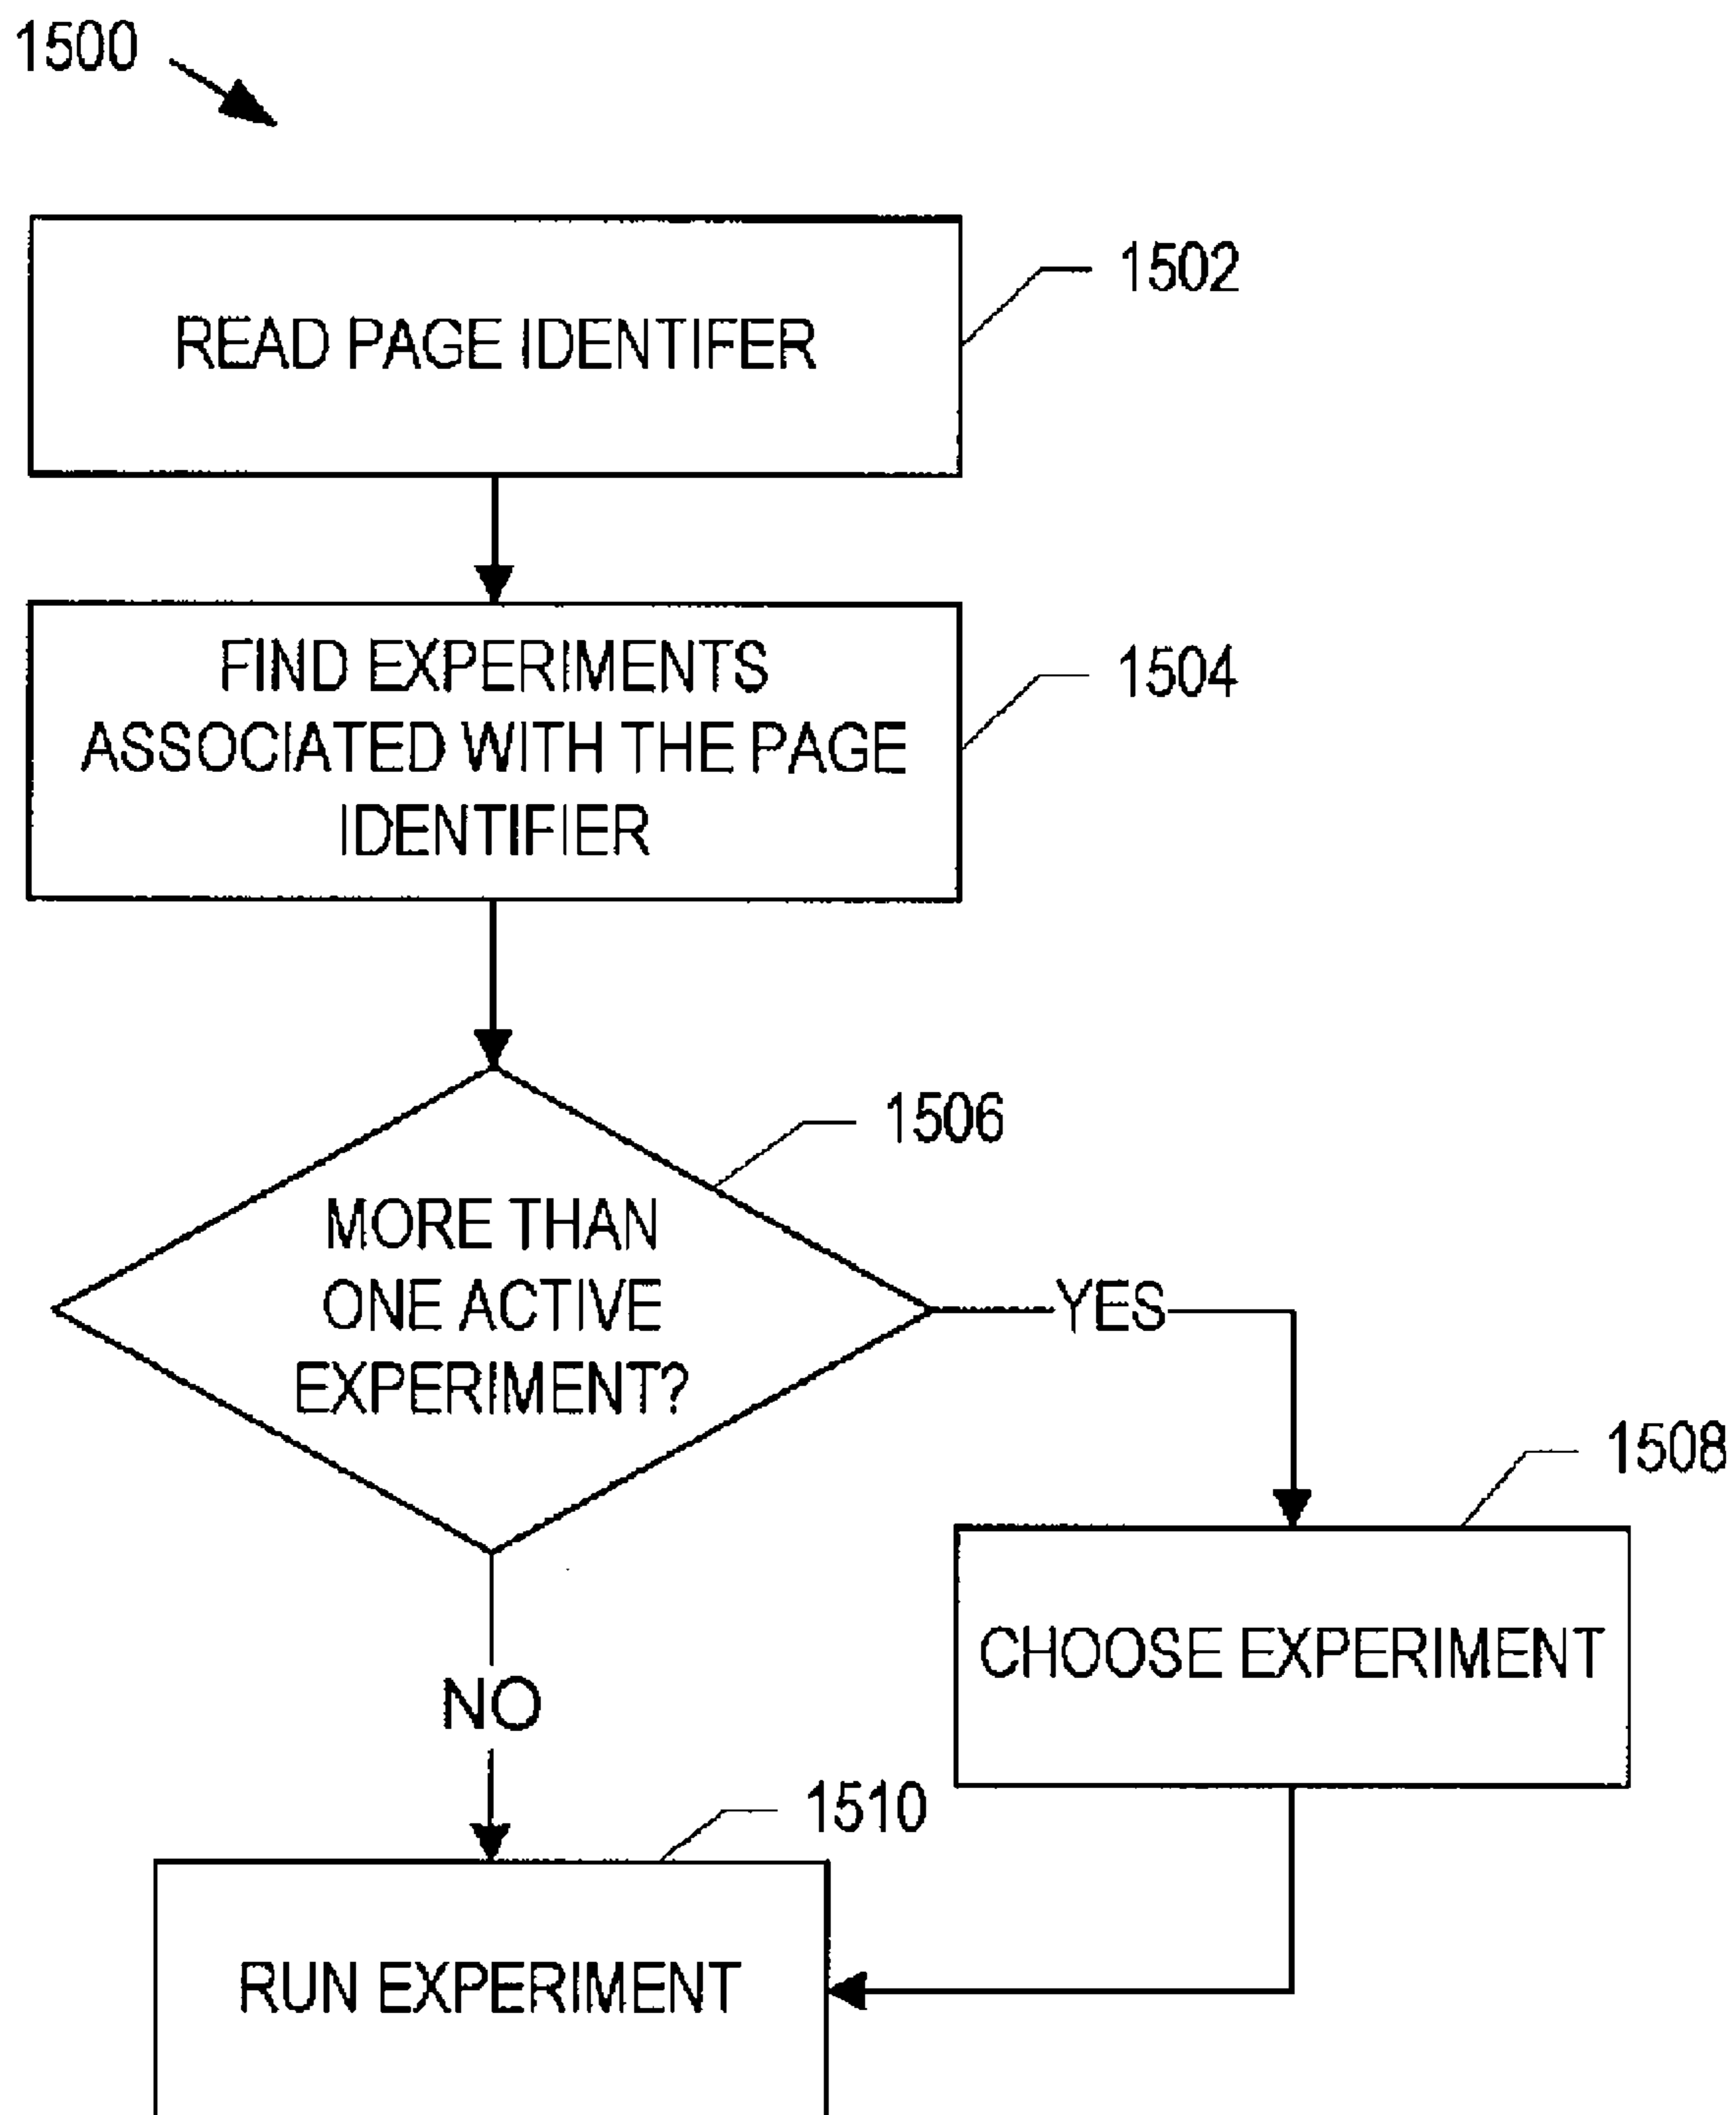 1500
1502
READ PAGE IDENTIFER
1504
FIND EXPERIMENTS
ASSOCIATED WITH THE PAGE
IDENTIFIER
1506
MORE THAN
ONE ACTIVE
EXPERIMENT?
YES
1508
CHOOSE EXPERIMENT
NO
1510
RUN EXPERIMENT